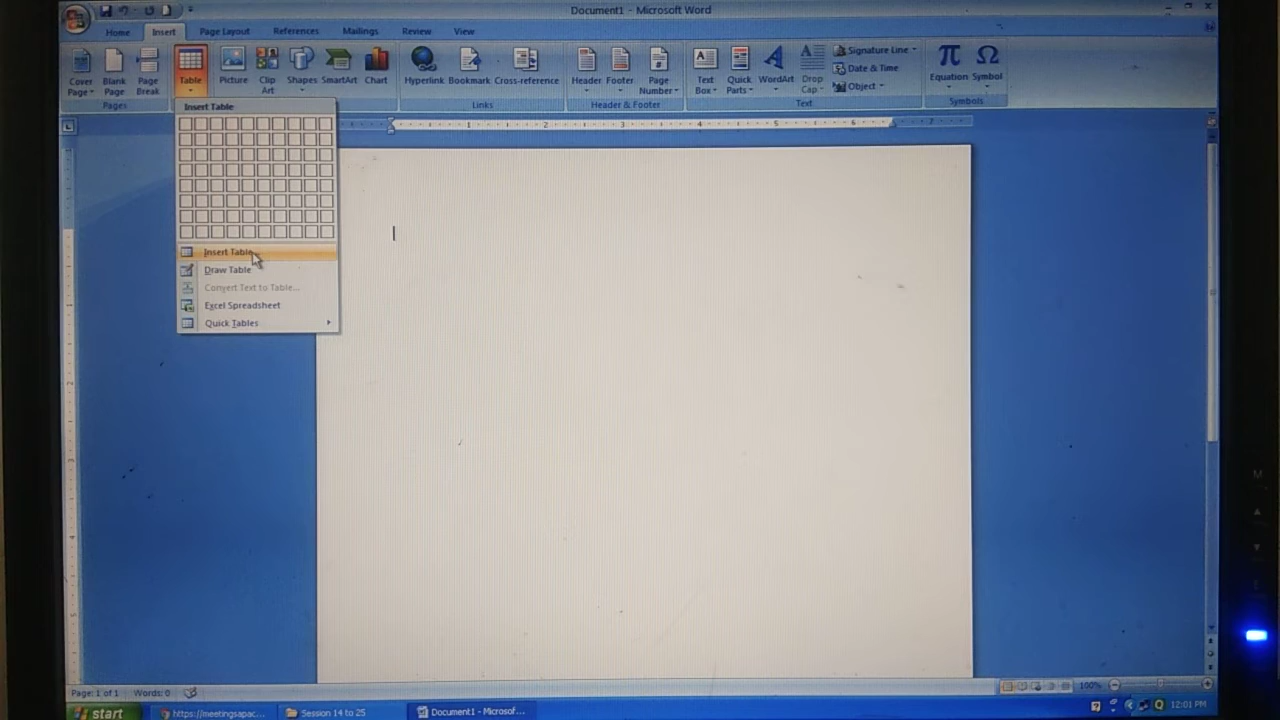 Document1 - Microsoft Word
Home Insert Page Layout References Mailings Review View
Cover Page
Blank Page
Page Break
Table
Picture
Clip Art
Shapes
SmartArt
Chart
Hyperlink
Bookmark
Cross-reference
Header
Footer
Page Number
Text Box
Quick Parts
WordArt
Drop Cap
Signature Line
Date & Time
Object
Equation
Symbol
Pages
Links
Header & Footer
Text
Symbols
Insert Table
Insert Table...
Draw Table
Convert Text to Table...
Excel Spreadsheet
Quick Tables
Page: 1 of 1 Words: 0
100%
start
https://meetingsapac...
Session 14 to 25
Document1 - Microsof...
12:01 PM